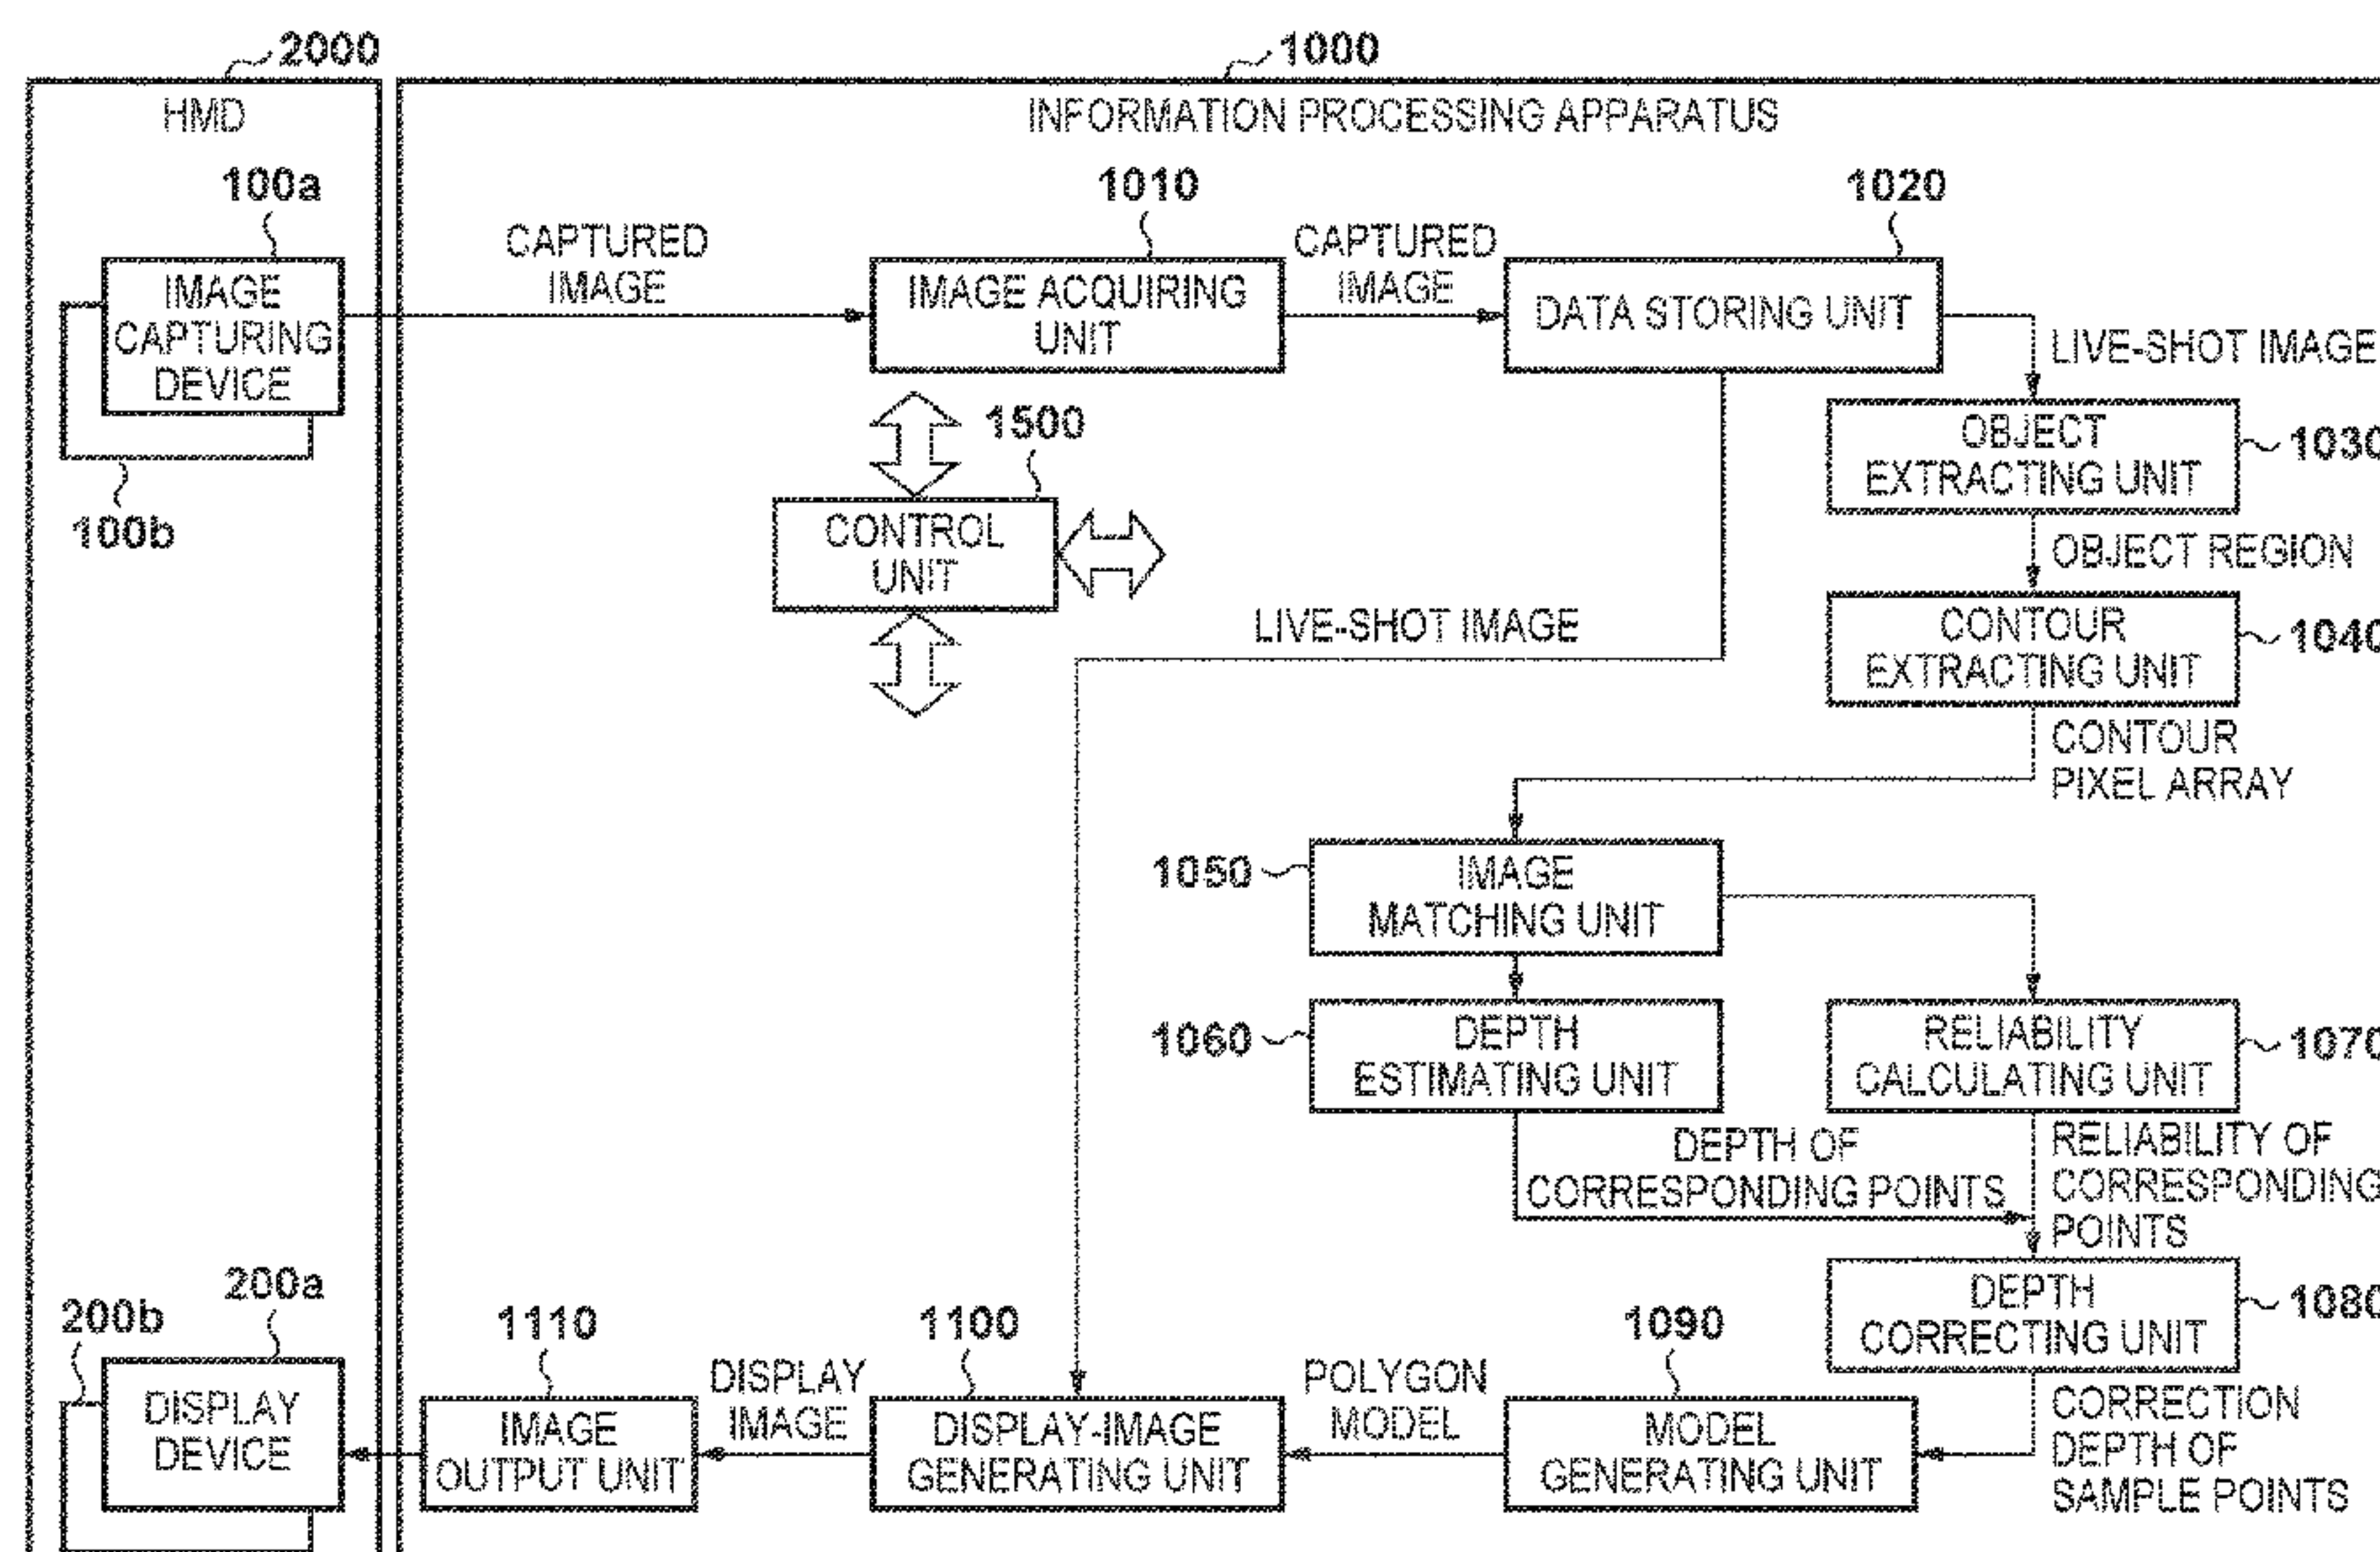 2000
1000
HMD
INFORMATION PROCESSING APPARATUS
100a
1010
1020
CAPTURED
IMAGE
CAPTURED
IMAGE
IMAGE
CAPTURING
DEVICE
IMAGE ACQUIRING
UNIT
DATA STORING UNIT
LIVE-SHOT IMAGE
100b
1500
OBJECT
EXTRACTING UNIT
1030
CONTROL
UNIT
OBJECT REGION
LIVE-SHOT IMAGE
CONTOUR
EXTRACTING UNIT
1040
CONTOUR
PIXEL ARRAY
1050
IMAGE
MATCHING UNIT
1060
DEPTH
ESTIMATING UNIT
RELIABILITY
CALCULATING UNIT
1070
DEPTH OF
CORRESPONDING POINTS
RELIABILITY OF
CORRESPONDING
POINTS
200b
200a
1110
1100
1090
DEPTH
CORRECTING UNIT
1080
DISPLAY
DEVICE
IMAGE
OUTPUT UNIT
DISPLAY
IMAGE
DISPLAY-IMAGE
GENERATING UNIT
POLYGON
MODEL
MODEL
GENERATING UNIT
CORRECTION
DEPTH OF
SAMPLE POINTS